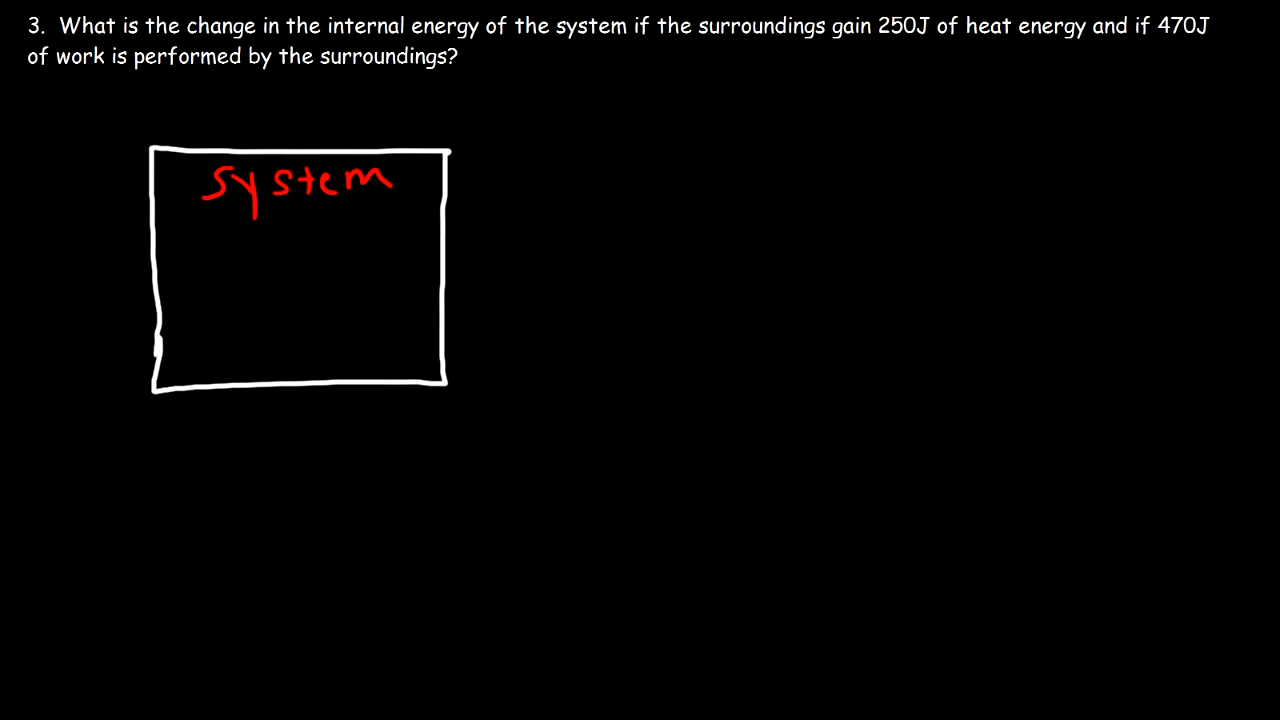 3. What is the change in the internal energy of the system if the surroundings gain 250J of heat energy and if 470J
of work is performed by the surroundings?
system